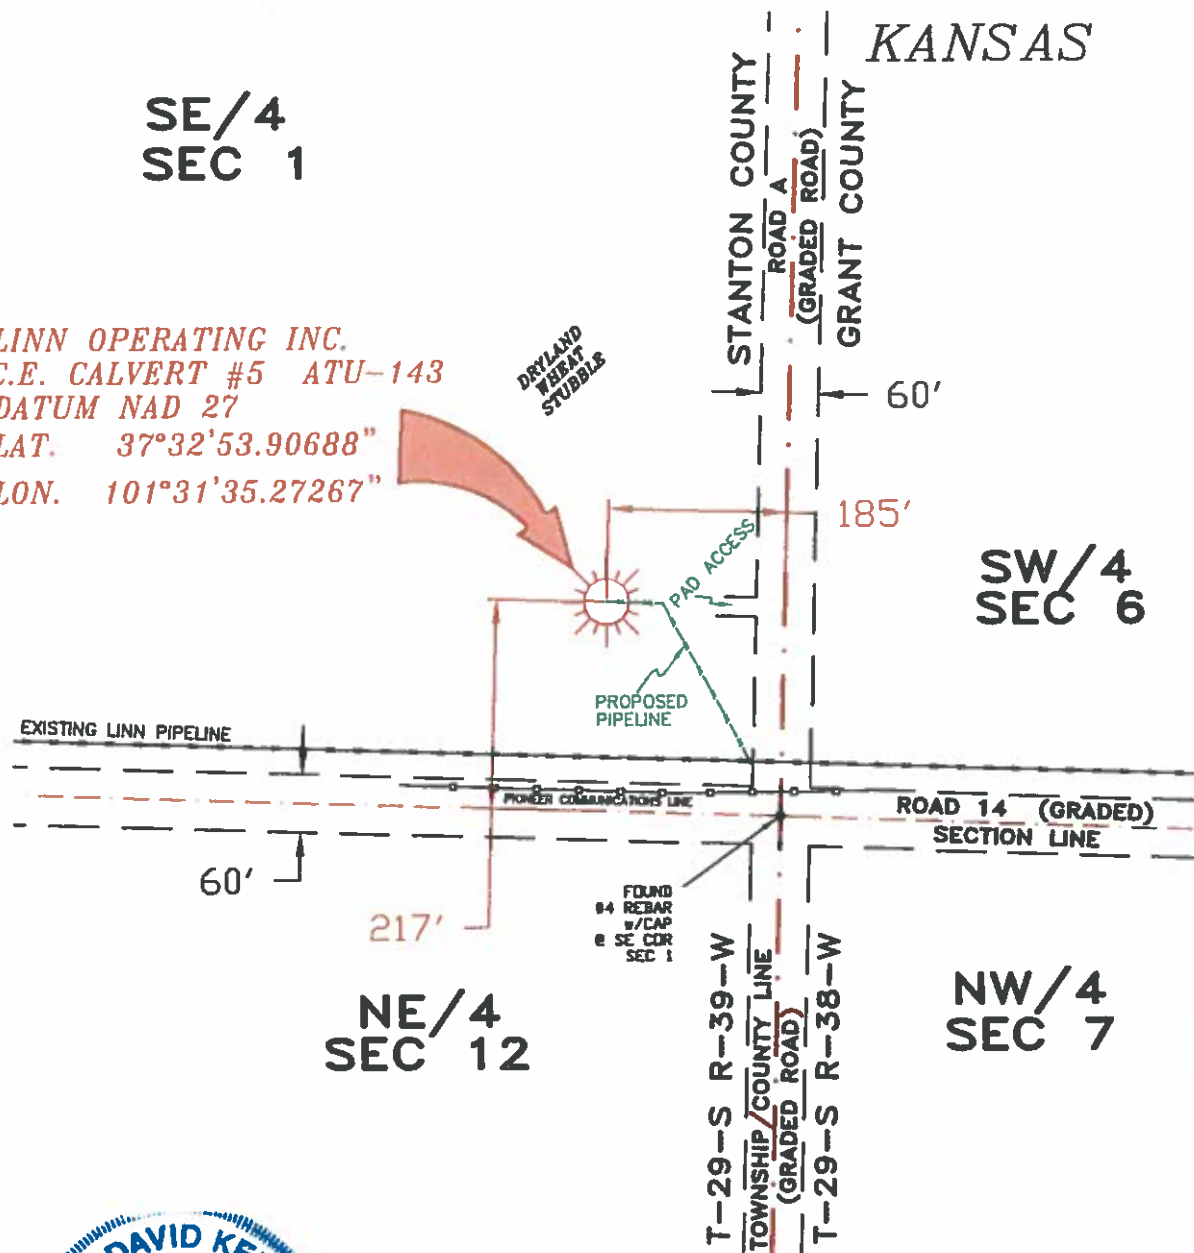 KANSAS
SE/4
SEC 1
STANTON COUNTY
ROAD A
(GRADED ROAD)
GRANT COUNTY
LINN OPERATING INC.
C.E. CALVERT #5 ATU-143
DATUM NAD 27
LAT. 37°32'53.90688"
LON. 101°31'35.27267"
DRYLAND
WHEAT
STUBBLE
60'
185'
PAD ACCESS
SW/4
SEC 6
PROPOSED
PIPELINE
EXISTING LINN PIPELINE
PIONEER COMMUNICATIONS LINE
ROAD 14 (GRADED)
SECTION LINE
60'
217'
FOUND
#4 REBAR
w/CAP
@ SE COR
SEC 1
NE/4
SEC 12
NW/4
SEC 7
T-29-S R-39-W
TOWNSHIP/COUNTY LINE
(GRADED ROAD)
T-29-S R-38-W
DAVID